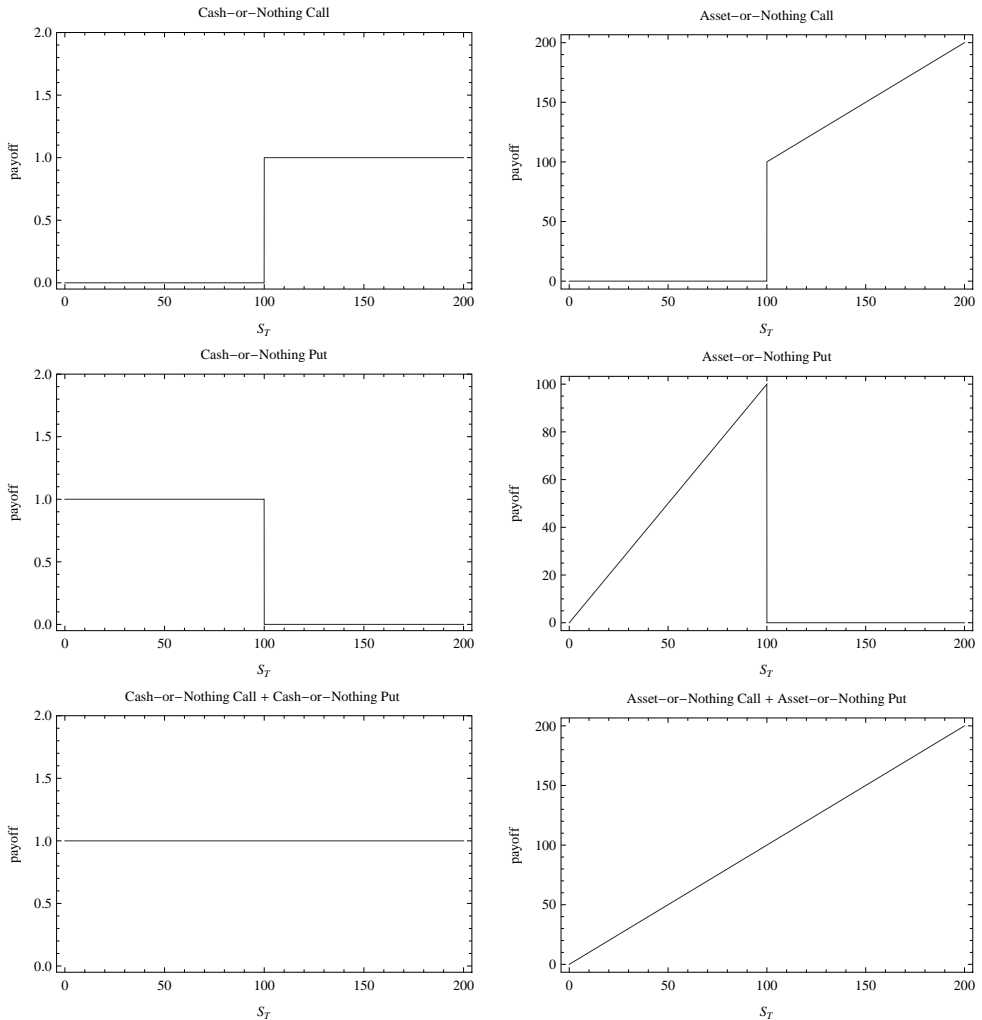 Cash-or-Nothing Call
2.0
1.5
1.0
0.5
0.0
payoff
0 50 100 150 200
S_T
Asset-or-Nothing Call
200
150
100
50
0
payoff
0 50 100 150 200
S_T
Cash-or-Nothing Put
2.0
1.5
1.0
0.5
0.0
payoff
0 50 100 150 200
S_T
Asset-or-Nothing Put
100
80
60
40
20
0
payoff
0 50 100 150 200
S_T
Cash-or-Nothing Call + Cash-or-Nothing Put
2.0
1.5
1.0
0.5
0.0
payoff
0 50 100 150 200
S_T
Asset-or-Nothing Call + Asset-or-Nothing Put
200
150
100
50
0
payoff
0 50 100 150 200
S_T